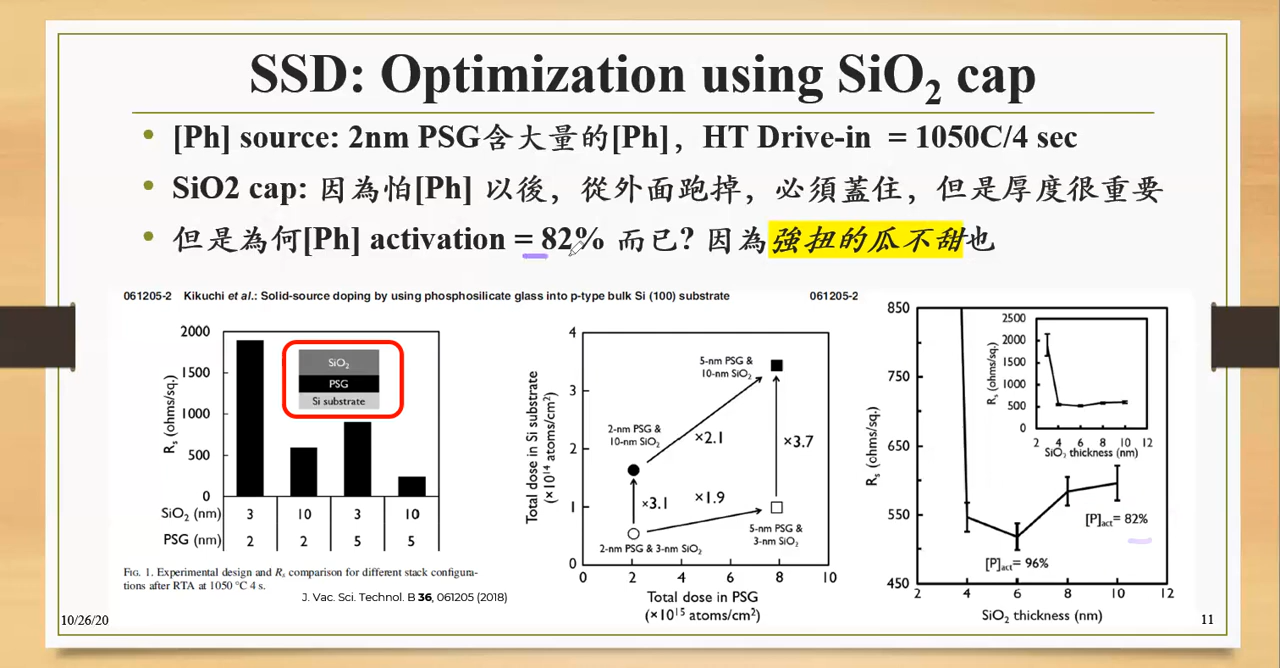 SSD: Optimization using SiO2 cap
• [Ph] source: 2nm PSG含大量的[Ph]，HT Drive-in = 1050C/4 sec
• SiO2 cap: 因為怕[Ph] 以後，從外面跑掉，必須蓋住，但是厚度很重要
• 但是為何[Ph] activation = 82% 而已? 因為強扭的瓜不甜也
061205-2 Kikuchi et al.: Solid-source doping by using phosphosilicate glass into p-type bulk Si (100) substrate
061205-2
2000
1500
1000
500
0
Rs (ohms/sq.)
SiO2
PSG
Si substrate
SiO2 (nm) 3 10 3 10
PSG (nm) 2 2 5 5
FIG. 1. Experimental design and Rs comparison for different stack configura-
tions after RTA at 1050 °C 4 s.
J. Vac. Sci. Technol. B 36, 061205 (2018)
Total dose in Si substrate
(×10^14 atoms/cm2)
4
3
2
1
0
5-nm PSG &
10-nm SiO2
2-nm PSG &
10-nm SiO2
×2.1
×3.7
×3.1
×1.9
5-nm PSG &
3-nm SiO2
2-nm PSG & 3-nm SiO2
0 2 4 6 8 10
Total dose in PSG
(×10^15 atoms/cm2)
850
750
650
550
450
Rs (ohms/sq.)
2500
2000
1500
1000
500
0
Rs (ohms/sq.)
2 4 6 8 10 12
SiO2 thickness (nm)
[P]act= 82%
[P]act= 96%
2 4 6 8 10 12
SiO2 thickness (nm)
10/26/20
11